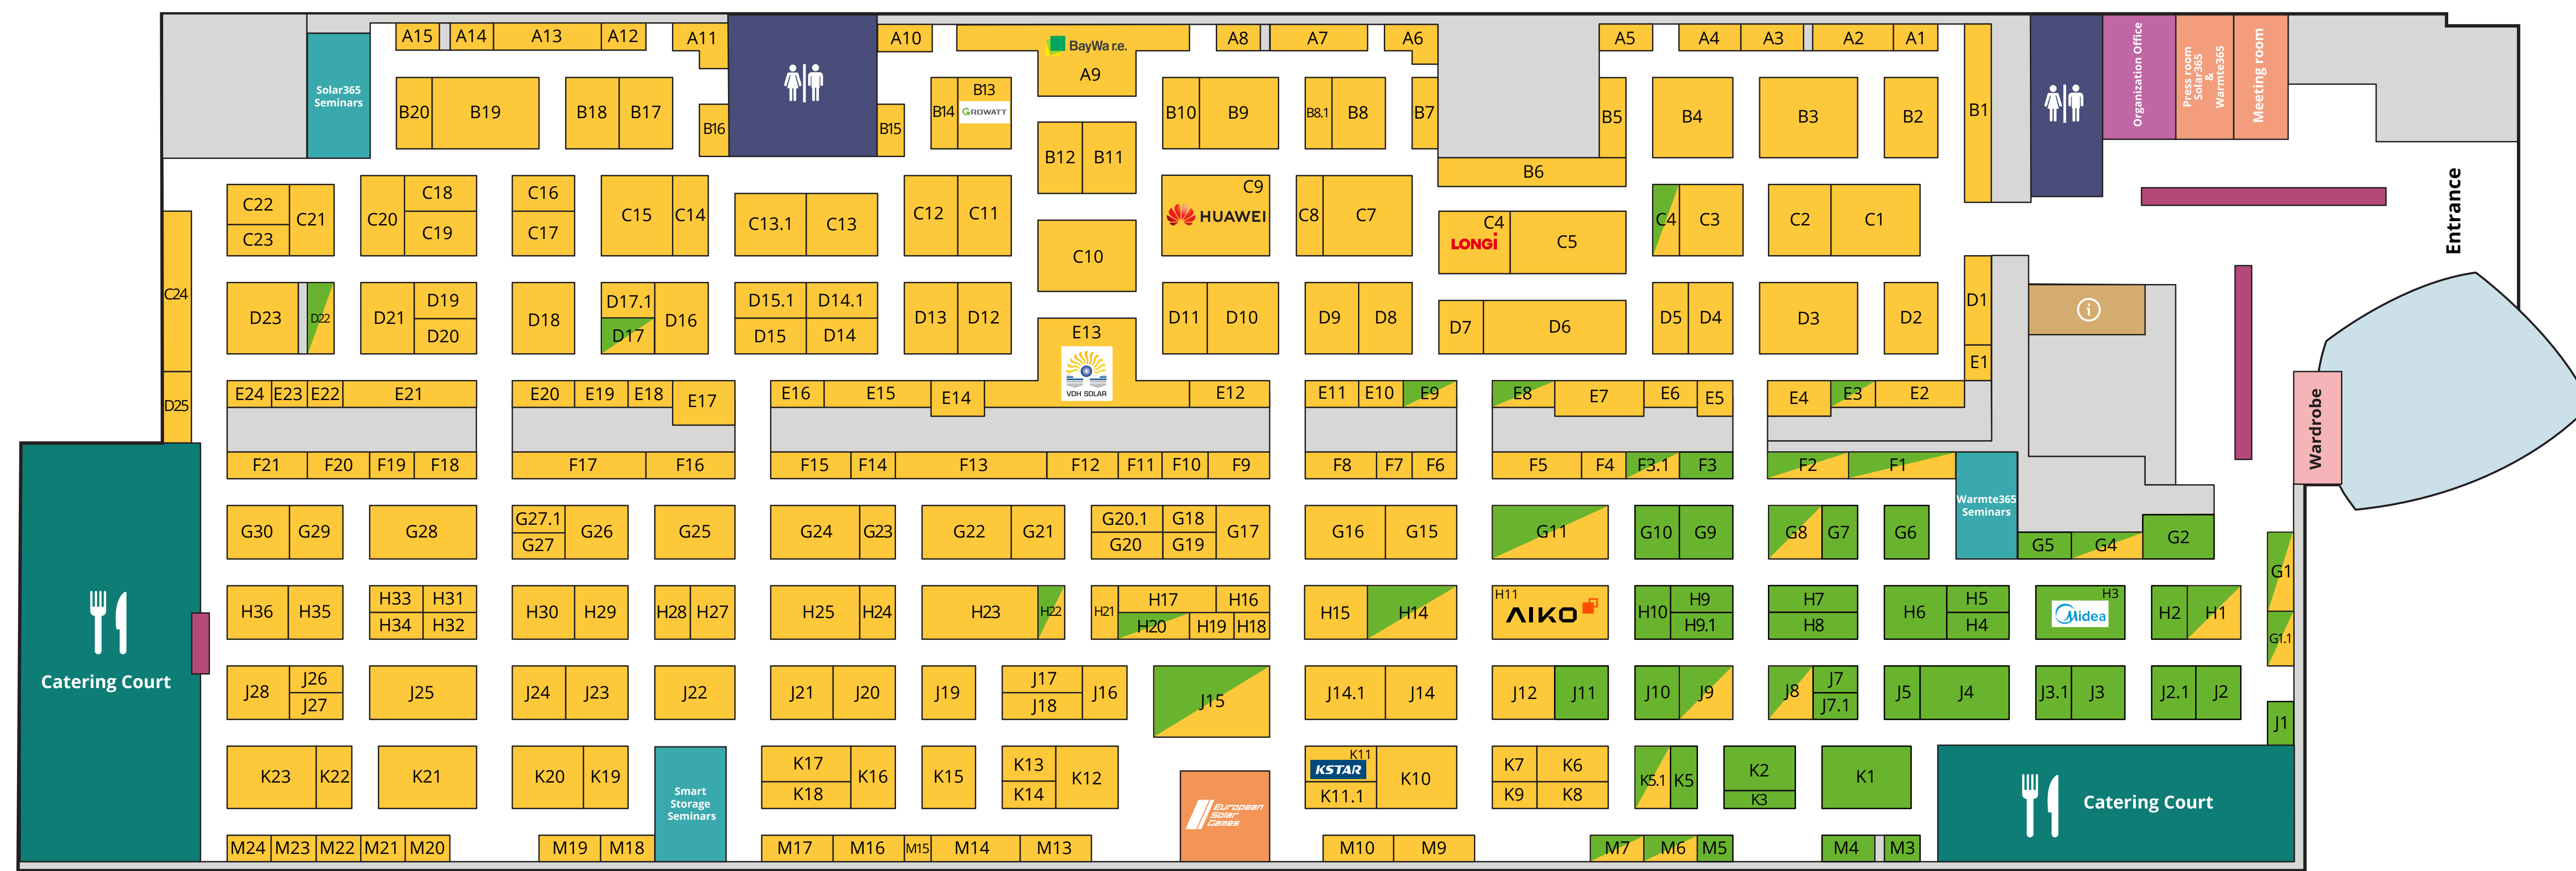 A15 A14 A13 A12 A11 A10 BayWa r.e. A9 A8 A7 A6 A5 A4 A3 A2 A1
Solar365
Seminars
B20 B19 B18 B17 B16 B15 B14 B13 GROWATT B12 B11 B10 B9 B8.1 B8 B7 B6 B5 B4 B3 B2 B1
Organization Office
Press room
Solar365
&
Warmte365
Meeting room
Entrance
C22 C23 C21 C20 C18 C19 C16 C17 C15 C14 C13.1 C13 C12 C11 C10 C9 HUAWEI C8 C7 C4 LONGi C5 C4 C3 C2 C1
C24
D23 D22 D21 D19 D20 D18 D17.1 D17 D16 D15.1 D14.1 D15 D14 D13 D12 E13 VDH SOLAR D11 D10 D9 D8 D7 D6 D5 D4 D3 D2 D1
i
E1
D25
E24 E23 E22 E21 E20 E19 E18 E17 E16 E15 E14 E12 E11 E10 E9 E8 E7 E6 E5 E4 E3 E2
Wardrobe
F21 F20 F19 F18 F17 F16 F15 F14 F13 F12 F11 F10 F9 F8 F7 F6 F5 F4 F3.1 F3 F2 F1
Warmte365
Seminars
G30 G29 G28 G27.1 G27 G26 G25 G24 G23 G22 G21 G20.1 G18 G20 G19 G17 G16 G15 G11 G10 G9 G8 G7 G6 G5 G4 G2 G1
H36 H35 H33 H31 H34 H32 H30 H29 H28 H27 H25 H24 H23 H22 H21 H17 H16 H20 H19 H18 H15 H14 H11 AIKO H10 H9 H9.1 H7 H8 H6 H5 H4 H3 Midea H2 H1 G1.1
Catering Court
J28 J26 J27 J25 J24 J23 J22 J21 J20 J19 J17 J18 J16 J15 J14.1 J14 J12 J11 J10 J9 J8 J7 J7.1 J5 J4 J3.1 J3 J2.1 J2 J1
K23 K22 K21 K20 K19
Smart
Storage
Seminars
K17 K18 K16 K15 K13 K14 K12
European
Solar
Games
K11 KSTAR K11.1 K10 K7 K6 K9 K8 K5.1 K5 K2 K3 K1
Catering Court
M24 M23 M22 M21 M20 M19 M18 M17 M16 M15 M14 M13 M10 M9 M7 M6 M5 M4 M3